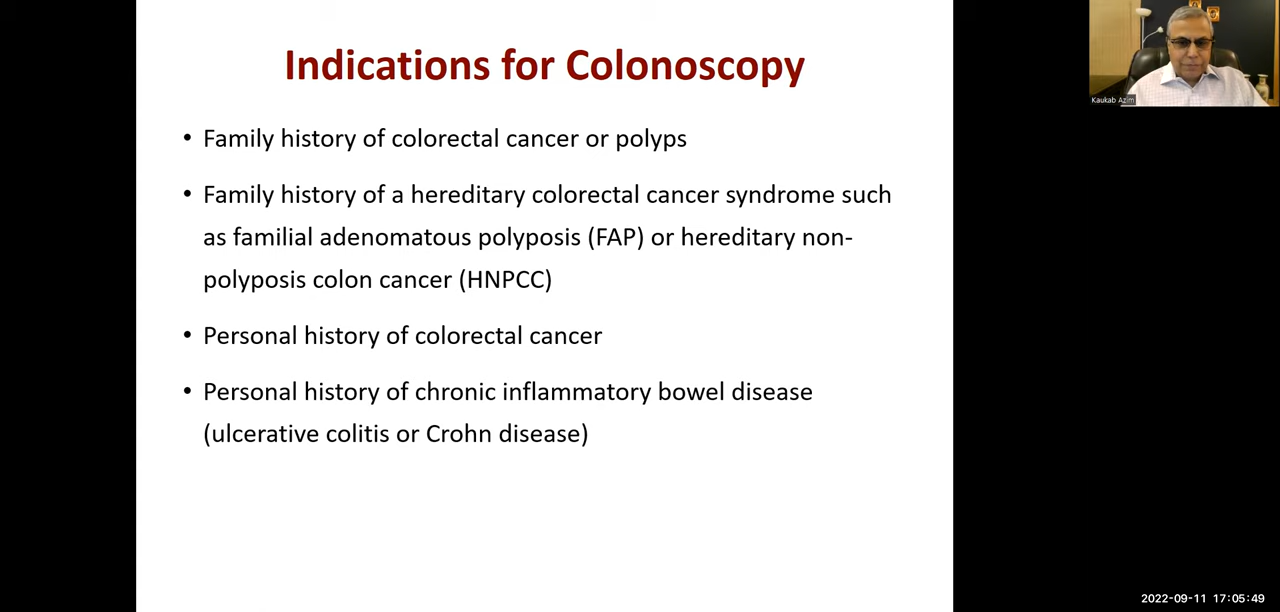 Indications for Colonoscopy
• Family history of colorectal cancer or polyps
• Family history of a hereditary colorectal cancer syndrome such
as familial adenomatous polyposis (FAP) or hereditary non-
polyposis colon cancer (HNPCC)
• Personal history of colorectal cancer
• Personal history of chronic inflammatory bowel disease
(ulcerative colitis or Crohn disease)
Kaukab Azim
2022-09-11 17:05:49